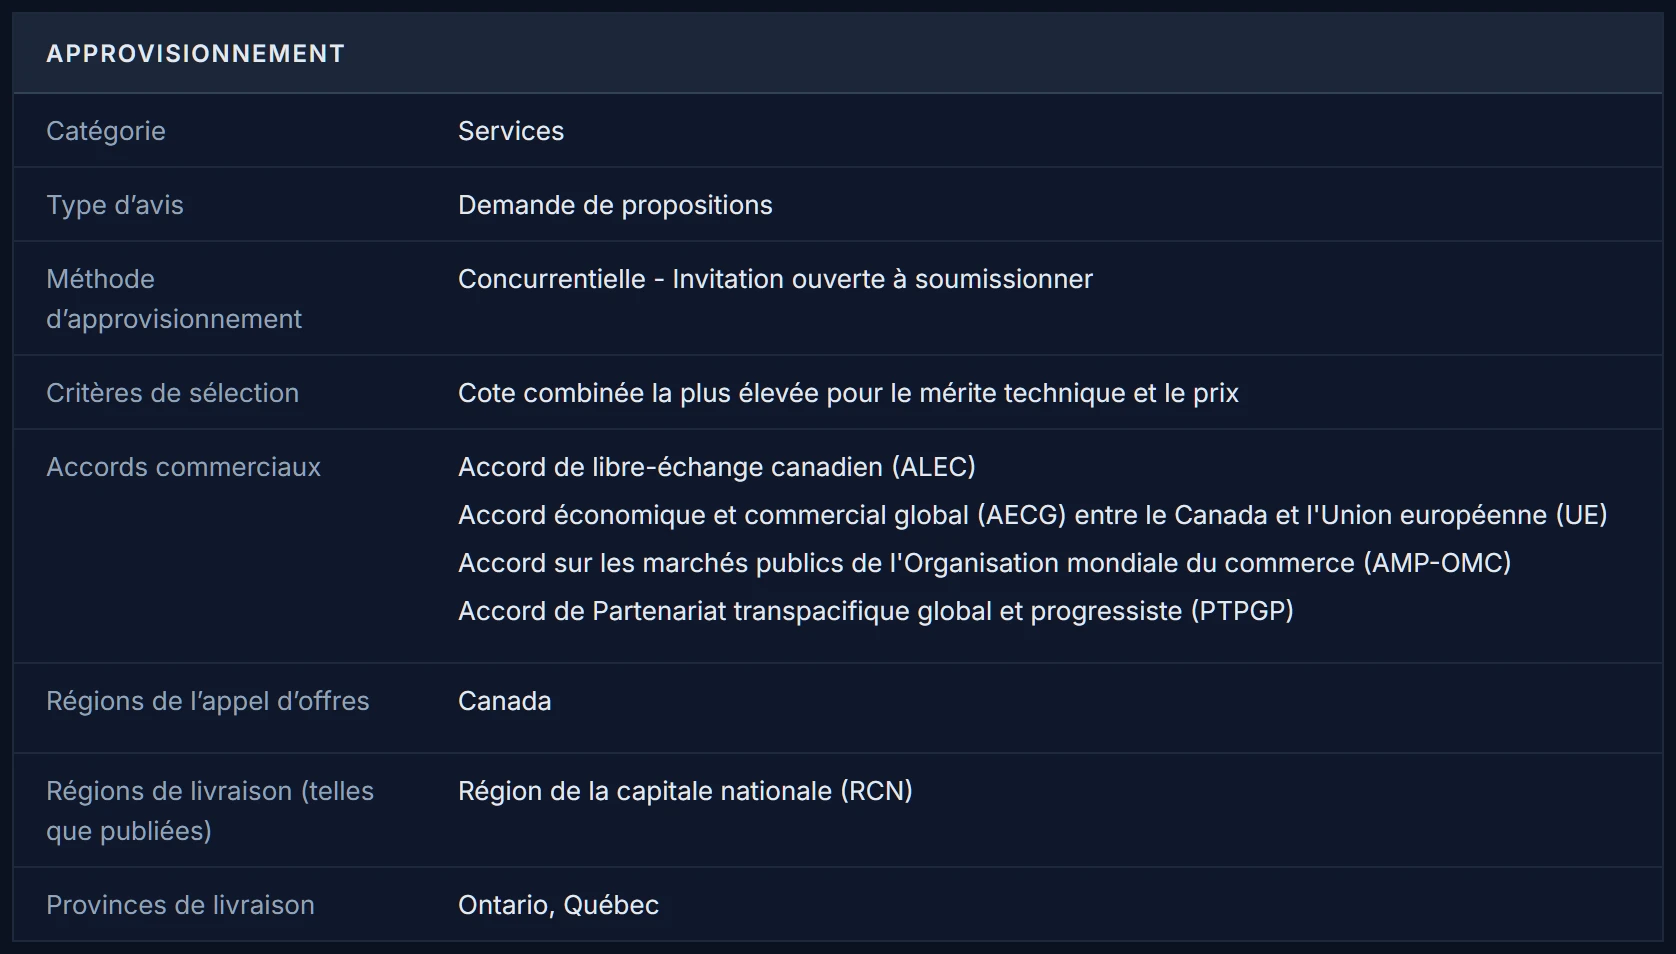 APPROVISIONNEMENT
Catégorie
Services
Type d’avis
Demande de propositions
Méthode
d’approvisionnement
Concurrentielle - Invitation ouverte à soumissionner
Critères de sélection
Cote combinée la plus élevée pour le mérite technique et le prix
Accords commerciaux
Accord de libre-échange canadien (ALEC)
Accord économique et commercial global (AECG) entre le Canada et l'Union européenne (UE)
Accord sur les marchés publics de l'Organisation mondiale du commerce (AMP-OMC)
Accord de Partenariat transpacifique global et progressiste (PTPGP)
Régions de l’appel d’offres
Canada
Régions de livraison (telles
que publiées)
Région de la capitale nationale (RCN)
Provinces de livraison
Ontario, Québec